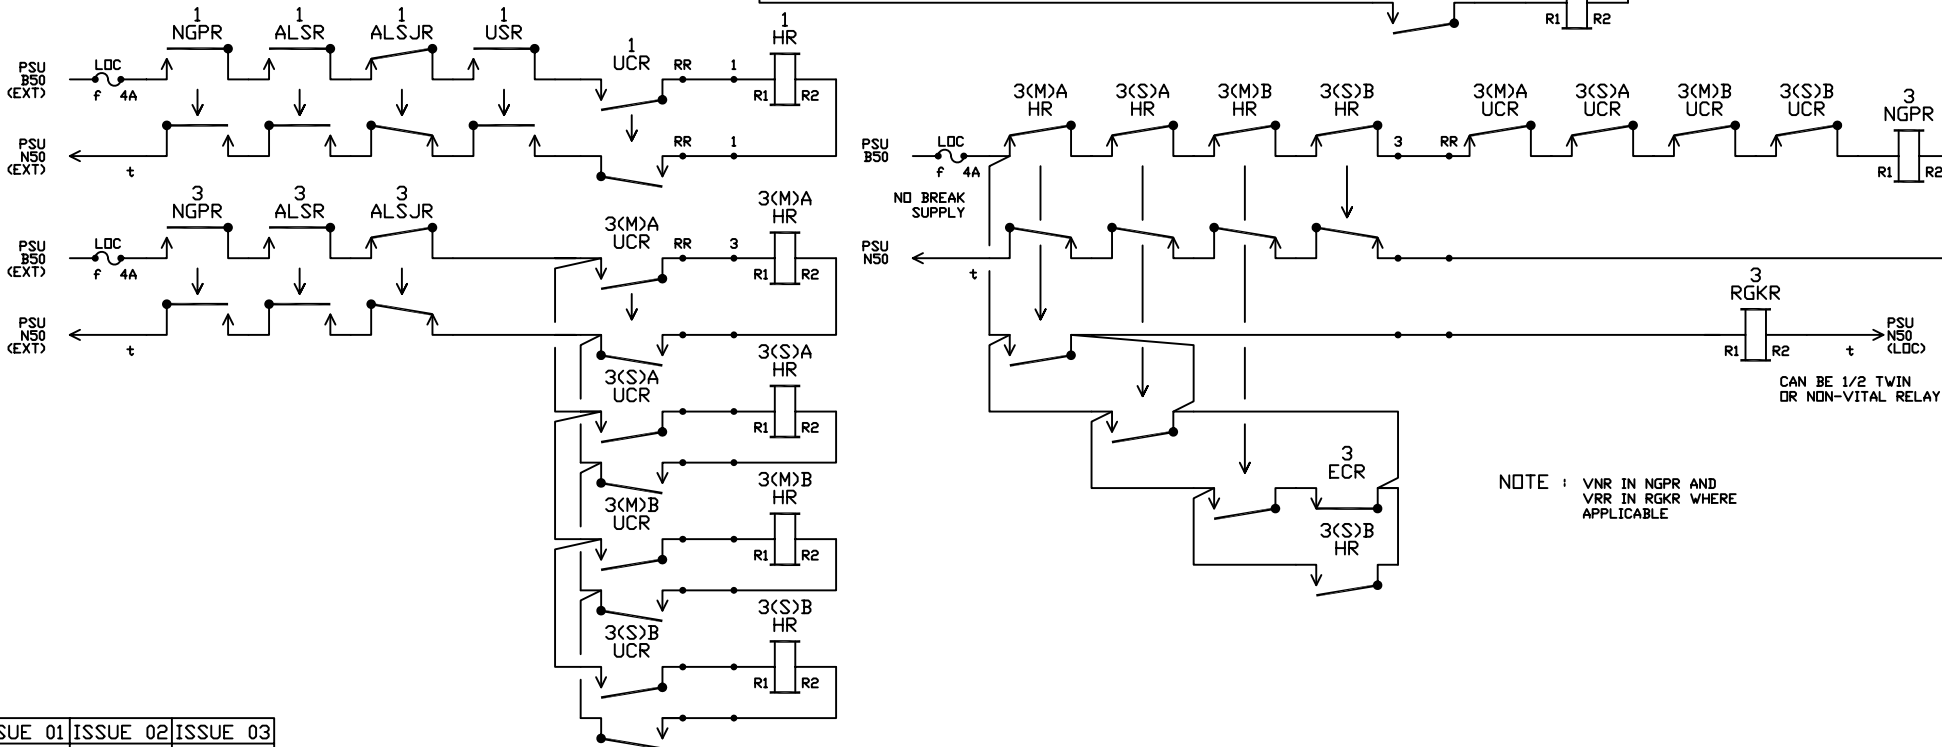 1
NGPR
1
ALSR
1
ALSJR
1
USR
1
UCR
RR
1
1
HR
R1 R2
PSU
B50
(EXT)
LOC
f 4A
PSU
N50
(EXT)
t
RR
1
R1 R2
3
NGPR
3
ALSR
3
ALSJR
3(M)A
UCR
RR
3
3(M)A
HR
R1 R2
PSU
B50
(EXT)
LOC
f 4A
PSU
N50
(EXT)
t
3(S)A
UCR
3(S)A
HR
R1 R2
3(M)B
UCR
3(M)B
HR
R1 R2
3(S)B
UCR
3(S)B
HR
R1 R2
3(M)A
HR
3(S)A
HR
3(M)B
HR
3(S)B
HR
3(M)A
UCR
3(S)A
UCR
3(M)B
UCR
3(S)B
UCR
3
NGPR
R1 R2
PSU
B50
LOC
f 4A
3
RR
NO BREAK
SUPPLY
PSU
N50
t
3
RGKR
R1 R2
t
PSU
N50
(LOC)
CAN BE 1/2 TWIN
OR NON-VITAL RELAY
3
ECR
3(S)B
HR
NOTE : VNR IN NGPR AND
VRR IN RGKR WHERE
APPLICABLE
SUE 01 ISSUE 02 ISSUE 03